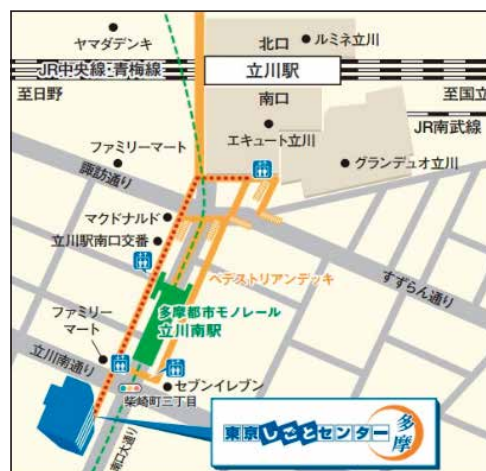 ヤマダデンキ
北口
ルミネ立川
JR中央線・青梅線
立川駅
至日野
南口
至国立
JR南武線
ファミリーマート
エキュート立川
グランデュオ立川
諏訪通り
マクドナルド
立川駅南口交番
ペデストリアンデッキ
すずらん通り
多摩都市モノレール
立川南駅
ファミリー
マート
立川南通り
セブンイレブン
柴崎町三丁目
南口大通り
東京しごとセンター多摩